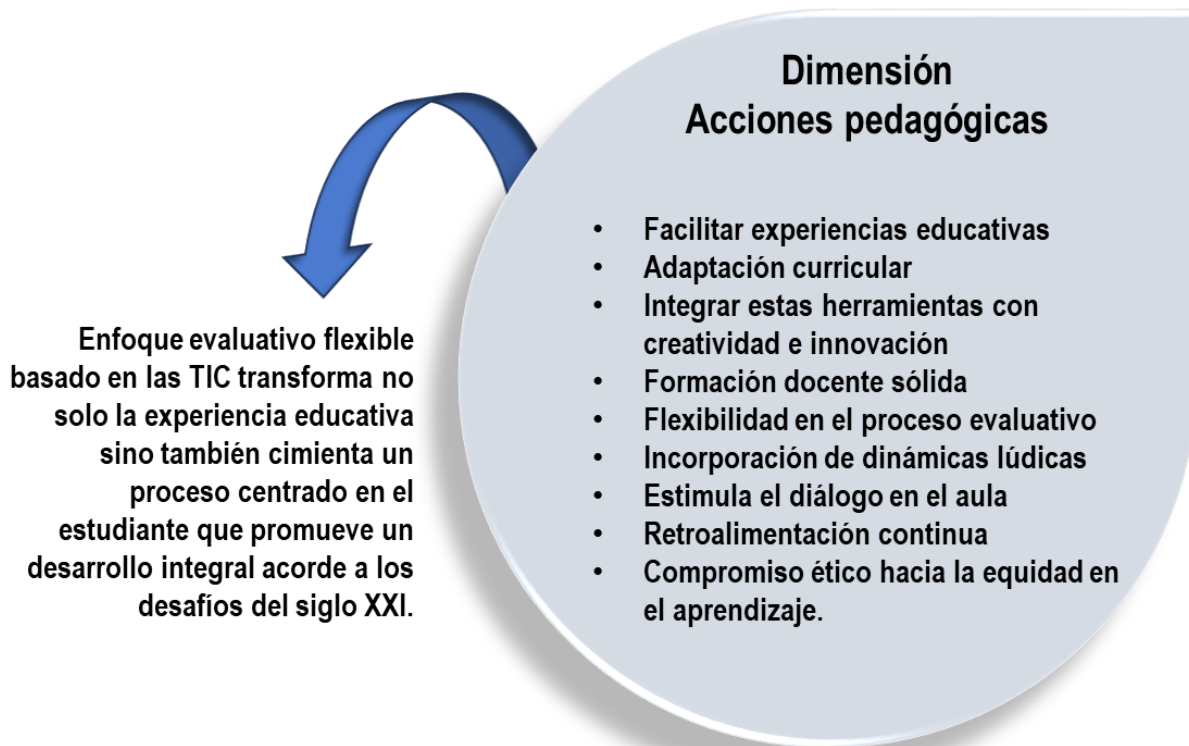 Dimensión
Acciones pedagógicas
• Facilitar experiencias educativas
• Adaptación curricular
• Integrar estas herramientas con
creatividad e innovación
• Formación docente sólida
• Flexibilidad en el proceso evaluativo
• Incorporación de dinámicas lúdicas
• Estimula el diálogo en el aula
• Retroalimentación continua
• Compromiso ético hacia la equidad en
el aprendizaje.
Enfoque evaluativo flexible
basado en las TIC transforma no
solo la experiencia educativa
sino también cimienta un
proceso centrado en el
estudiante que promueve un
desarrollo integral acorde a los
desafíos del siglo XXI.